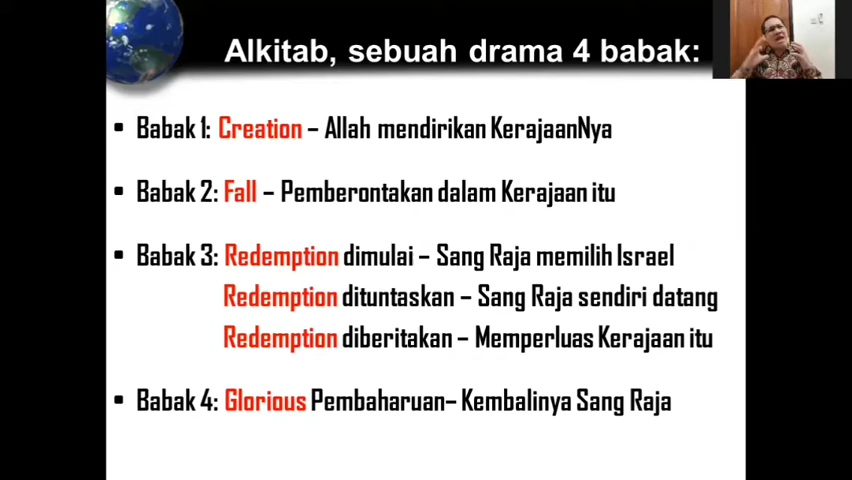 Alkitab, sebuah drama 4 babak:
• Babak 1: Creation – Allah mendirikan KerajaanNya
• Babak 2: Fall – Pemberontakan dalam Kerajaan itu
• Babak 3: Redemption dimulai – Sang Raja memilih Israel
Redemption dituntaskan – Sang Raja sendiri datang
Redemption diberitakan – Memperluas Kerajaan itu
• Babak 4: Glorious Pembaharuan– Kembalinya Sang Raja